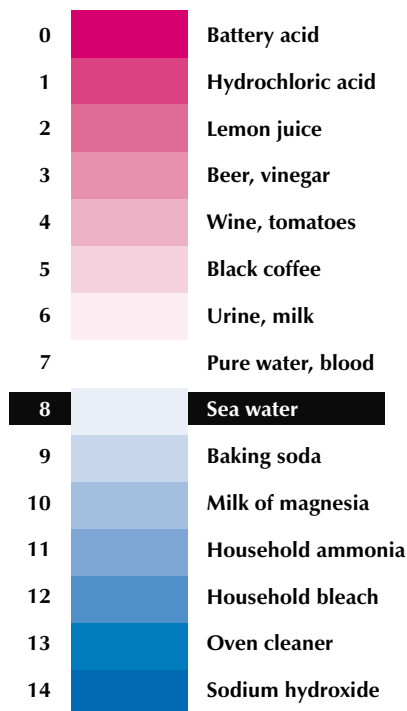 0 Battery acid
1 Hydrochloric acid
2 Lemon juice
3 Beer, vinegar
4 Wine, tomatoes
5 Black coffee
6 Urine, milk
7 Pure water, blood
8 Sea water
9 Baking soda
10 Milk of magnesia
11 Household ammonia
12 Household bleach
13 Oven cleaner
14 Sodium hydroxide